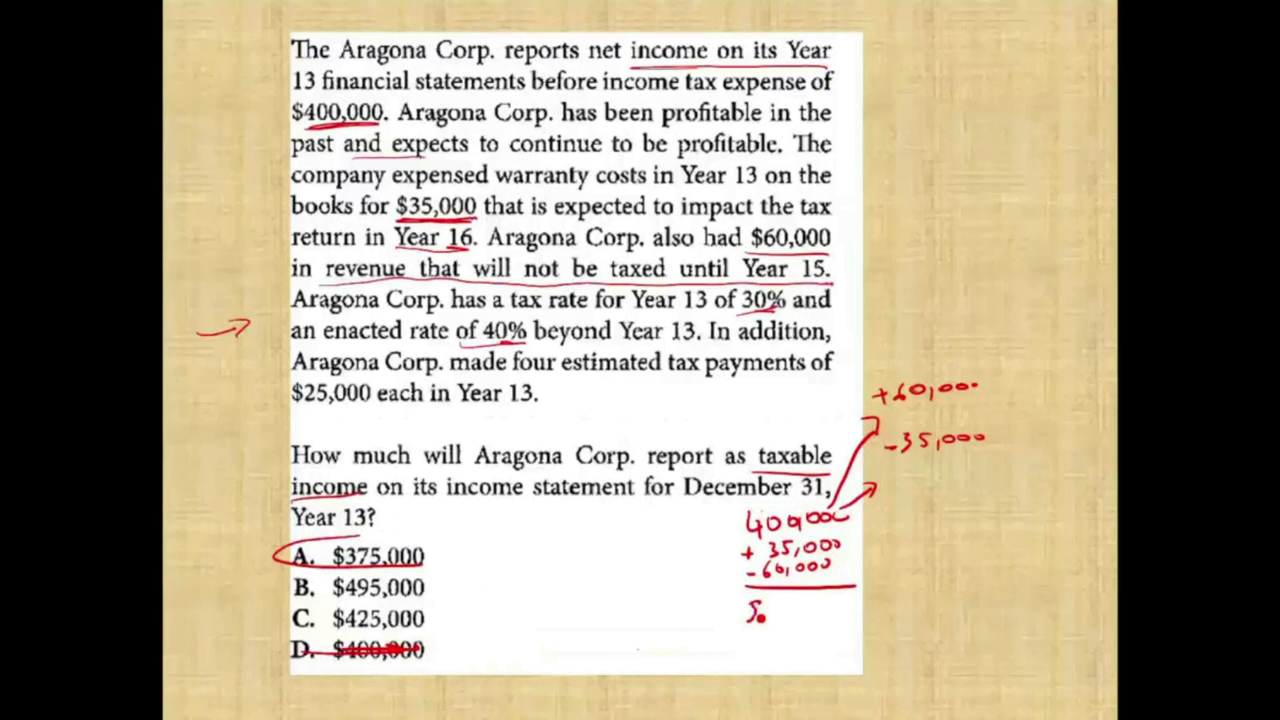 The Aragona Corp. reports net income on its Year
13 financial statements before income tax expense of
$400,000. Aragona Corp. has been profitable in the
past and expects to continue to be profitable. The
company expensed warranty costs in Year 13 on the
books for $35,000 that is expected to impact the tax
return in Year 16. Aragona Corp. also had $60,000
in revenue that will not be taxed until Year 15.
Aragona Corp. has a tax rate for Year 13 of 30% and
an enacted rate of 40% beyond Year 13. In addition,
Aragona Corp. made four estimated tax payments of
$25,000 each in Year 13.
How much will Aragona Corp. report as taxable
income on its income statement for December 31,
Year 13?
A. $375,000
B. $495,000
C. $425,000
D. $400,000
+60,000
-35,000
400,000
+ 35,000
-60,000